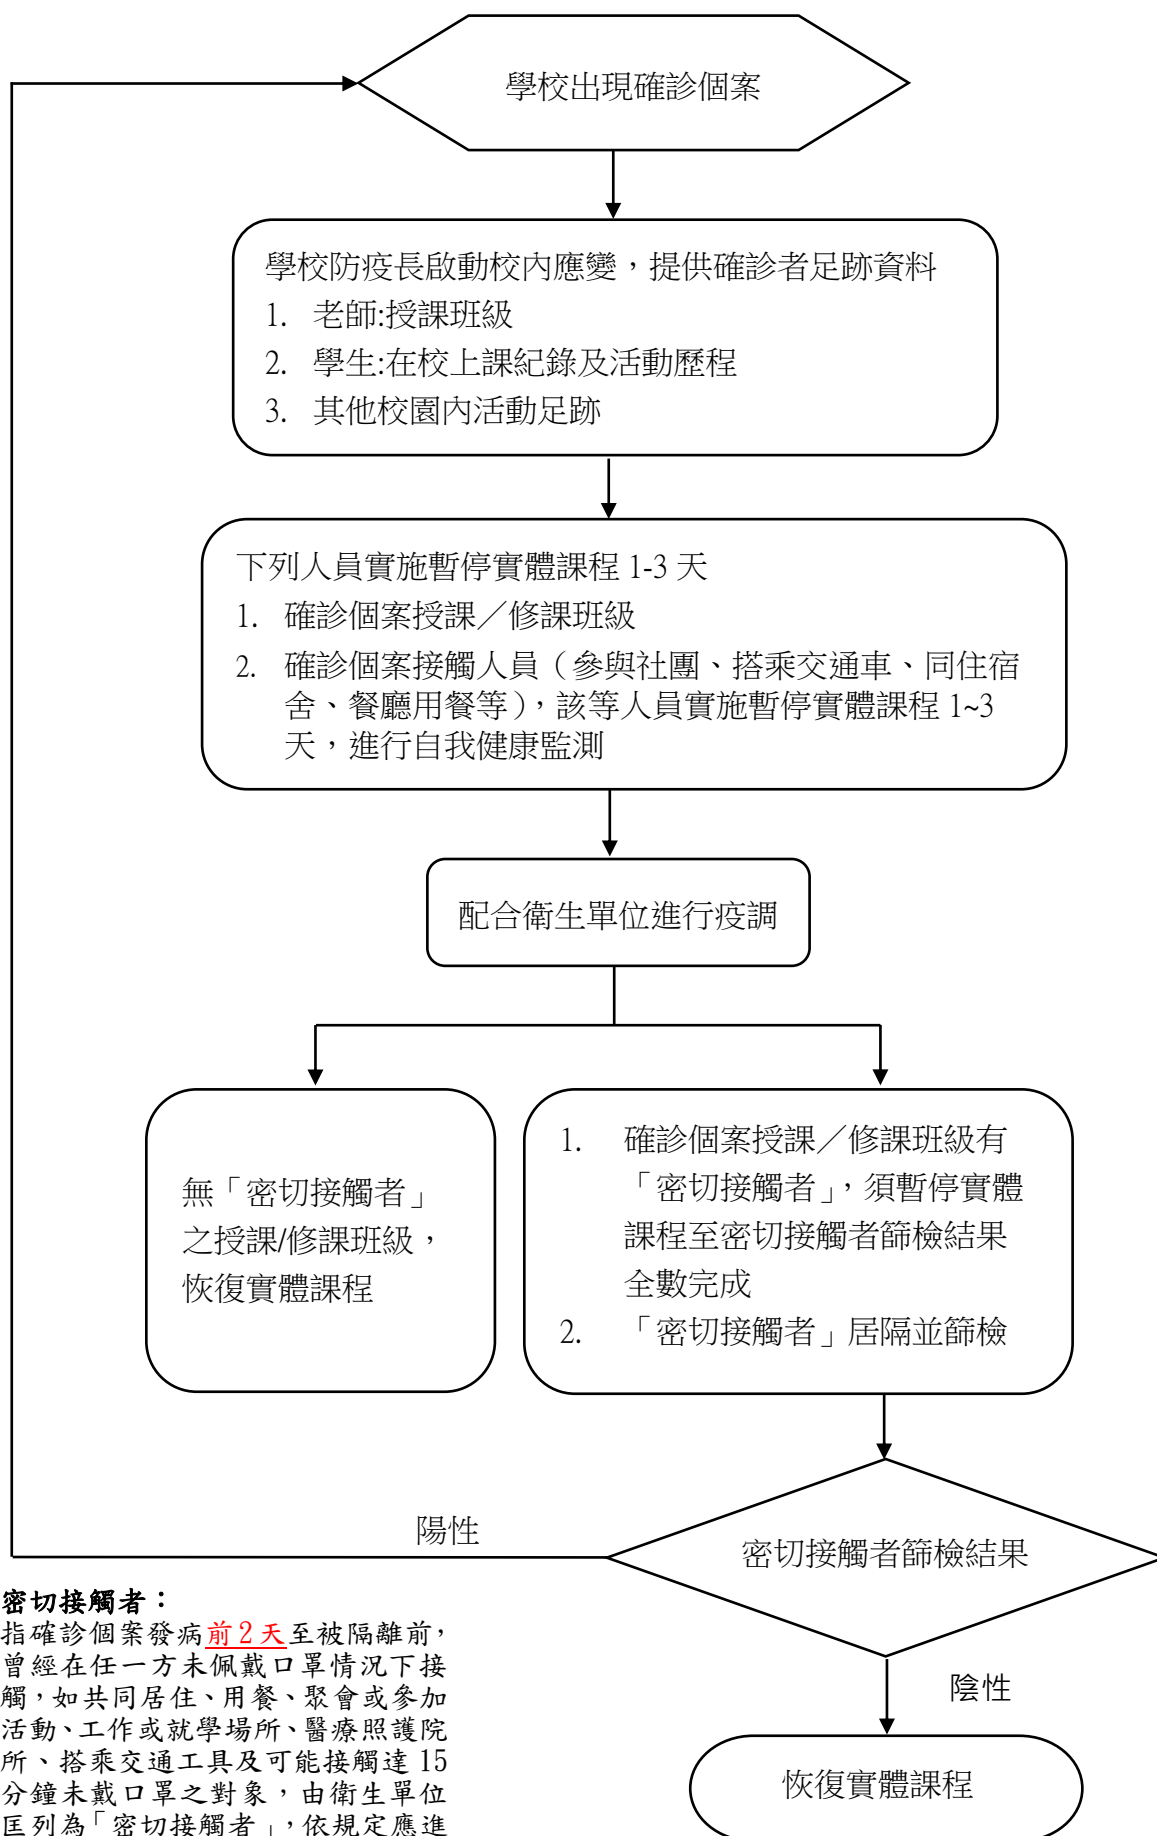 學校出現確診個案
學校防疫長啟動校內應變，提供確診者足跡資料
1. 老師:授課班級
2. 學生:在校上課紀錄及活動歷程
3. 其他校園內活動足跡
下列人員實施暫停實體課程 1-3 天
1. 確診個案授課／修課班級
2. 確診個案接觸人員（參與社團、搭乘交通車、同住宿
舍、餐廳用餐等），該等人員實施暫停實體課程 1~3
天，進行自我健康監測
配合衛生單位進行疫調
無「密切接觸者」
之授課/修課班級，
恢復實體課程
1. 確診個案授課／修課班級有
「密切接觸者」，須暫停實體
課程至密切接觸者篩檢結果
全數完成
2. 「密切接觸者」居隔並篩檢
陽性
密切接觸者篩檢結果
陰性
恢復實體課程
密切接觸者：
指確診個案發病前 2 天至被隔離前，
曾經在任一方未佩戴口罩情況下接
觸，如共同居住、用餐、聚會或參加
活動、工作或就學場所、醫療照護院
所、搭乘交通工具及可能接觸達 15
分鐘未戴口罩之對象，由衛生單位
匡列為「密切接觸者」，依規定應進